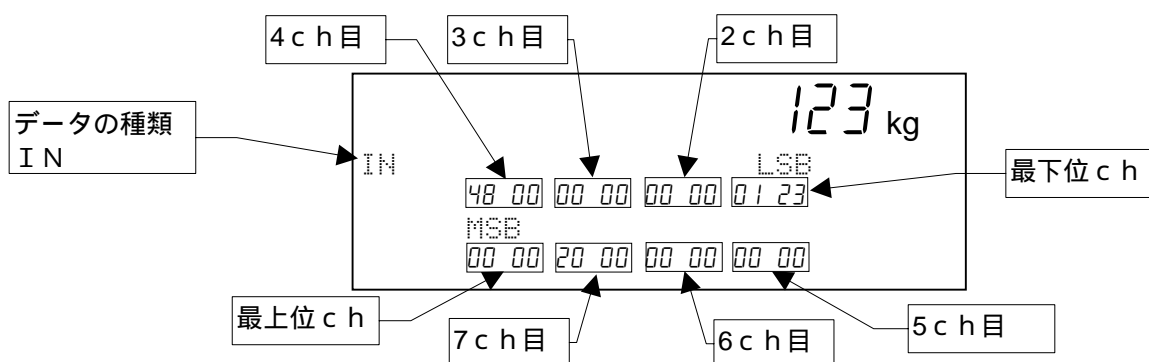 4ch目
3ch目
2ch目
123 kg
データの種類
IN
IN
LSB
48 00
00 00
00 00
01 23
最下位ch
MSB
00 00
20 00
00 00
00 00
最上位ch
7ch目
6ch目
5ch目